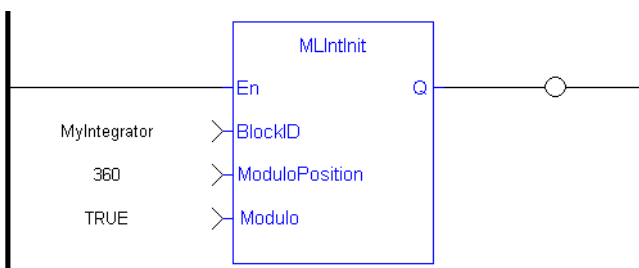 MLIntInit
En Q
MyIntegrator BlockID
360 ModuloPosition
TRUE Modulo